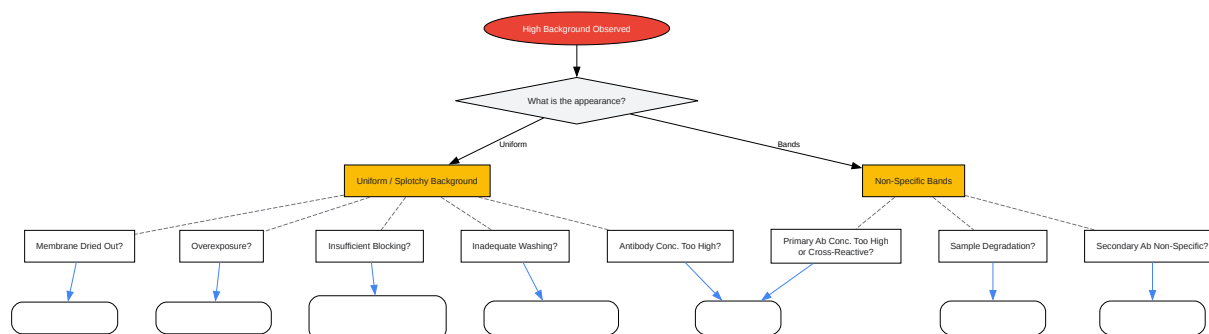 High Background Observed
What is the appearance?
Uniform
Bands
Uniform / Splotchy Background
Non-Specific Bands
Membrane Dried Out?
Overexposure?
Insufficient Blocking?
Inadequate Washing?
Antibody Conc. Too High?
Primary Ab Conc. Too High
or Cross-Reactive?
Sample Degradation?
Secondary Ab Non-Specific?